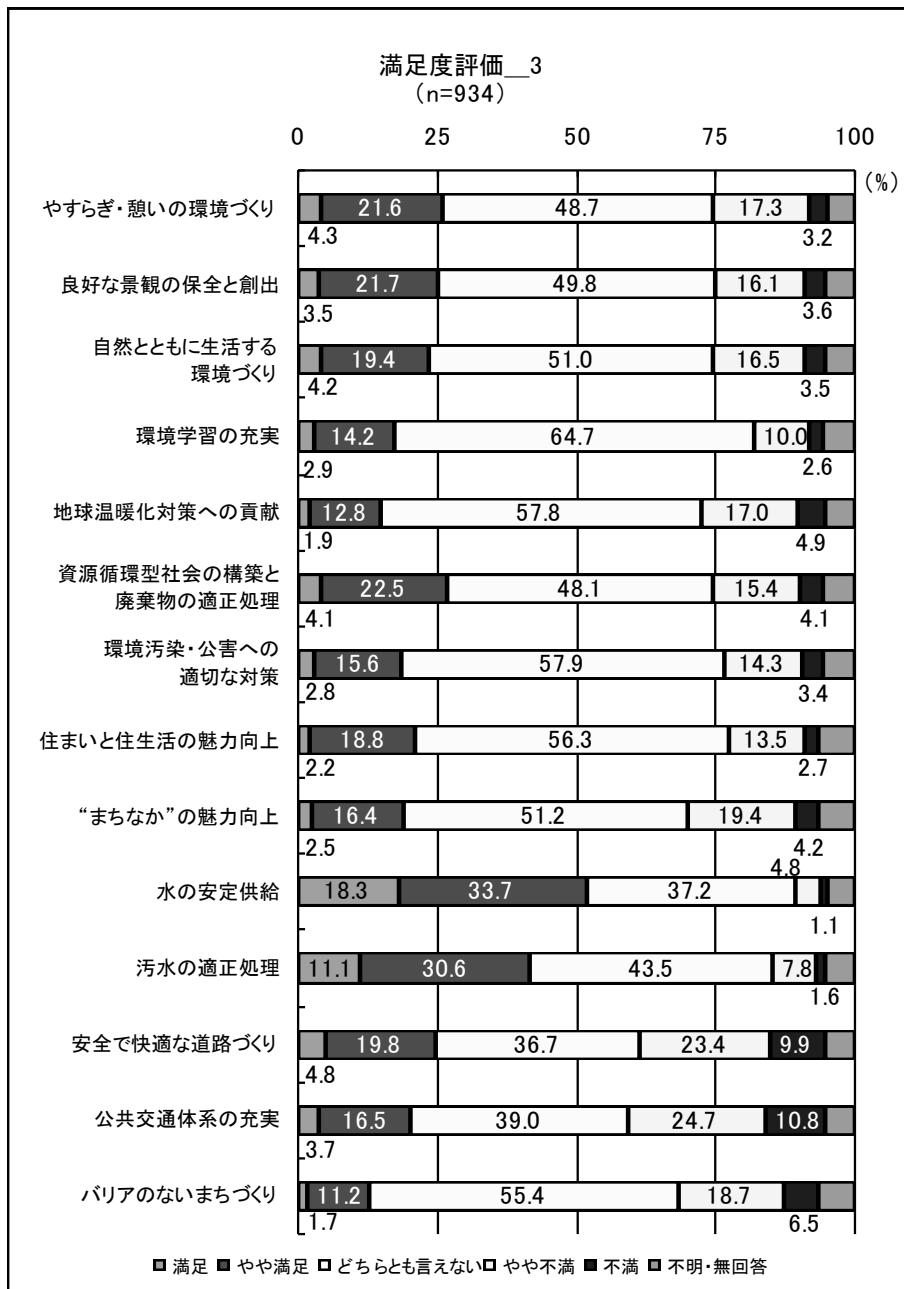 満足度評価__3
(n=934)
0 25 50 75 100
(%)
やすらぎ・憩いの環境づくり 21.6 48.7 17.3
4.3 3.2
良好な景観の保全と創出 21.7 49.8 16.1
3.5 3.6
自然とともに生活する
環境づくり 19.4 51.0 16.5
4.2 3.5
環境学習の充実 14.2 64.7 10.0
2.9 2.6
地球温暖化対策への貢献 12.8 57.8 17.0
1.9 4.9
資源循環型社会の構築と
廃棄物の適正処理 22.5 48.1 15.4
4.1 4.1
環境汚染・公害への
適切な対策 15.6 57.9 14.3
2.8 3.4
住まいと住生活の魅力向上 18.8 56.3 13.5
2.2 2.7
“まちなか”の魅力向上 16.4 51.2 19.4
2.5 4.2
4.8
水の安定供給 18.3 33.7 37.2
1.1
汚水の適正処理 11.1 30.6 43.5 7.8
1.6
安全で快適な道路づくり 19.8 36.7 23.4 9.9
4.8
公共交通体系の充実 16.5 39.0 24.7 10.8
3.7
バリアのないまちづくり 11.2 55.4 18.7
1.7 6.5
満足 やや満足 どちらとも言えない やや不満 不満 不明・無回答